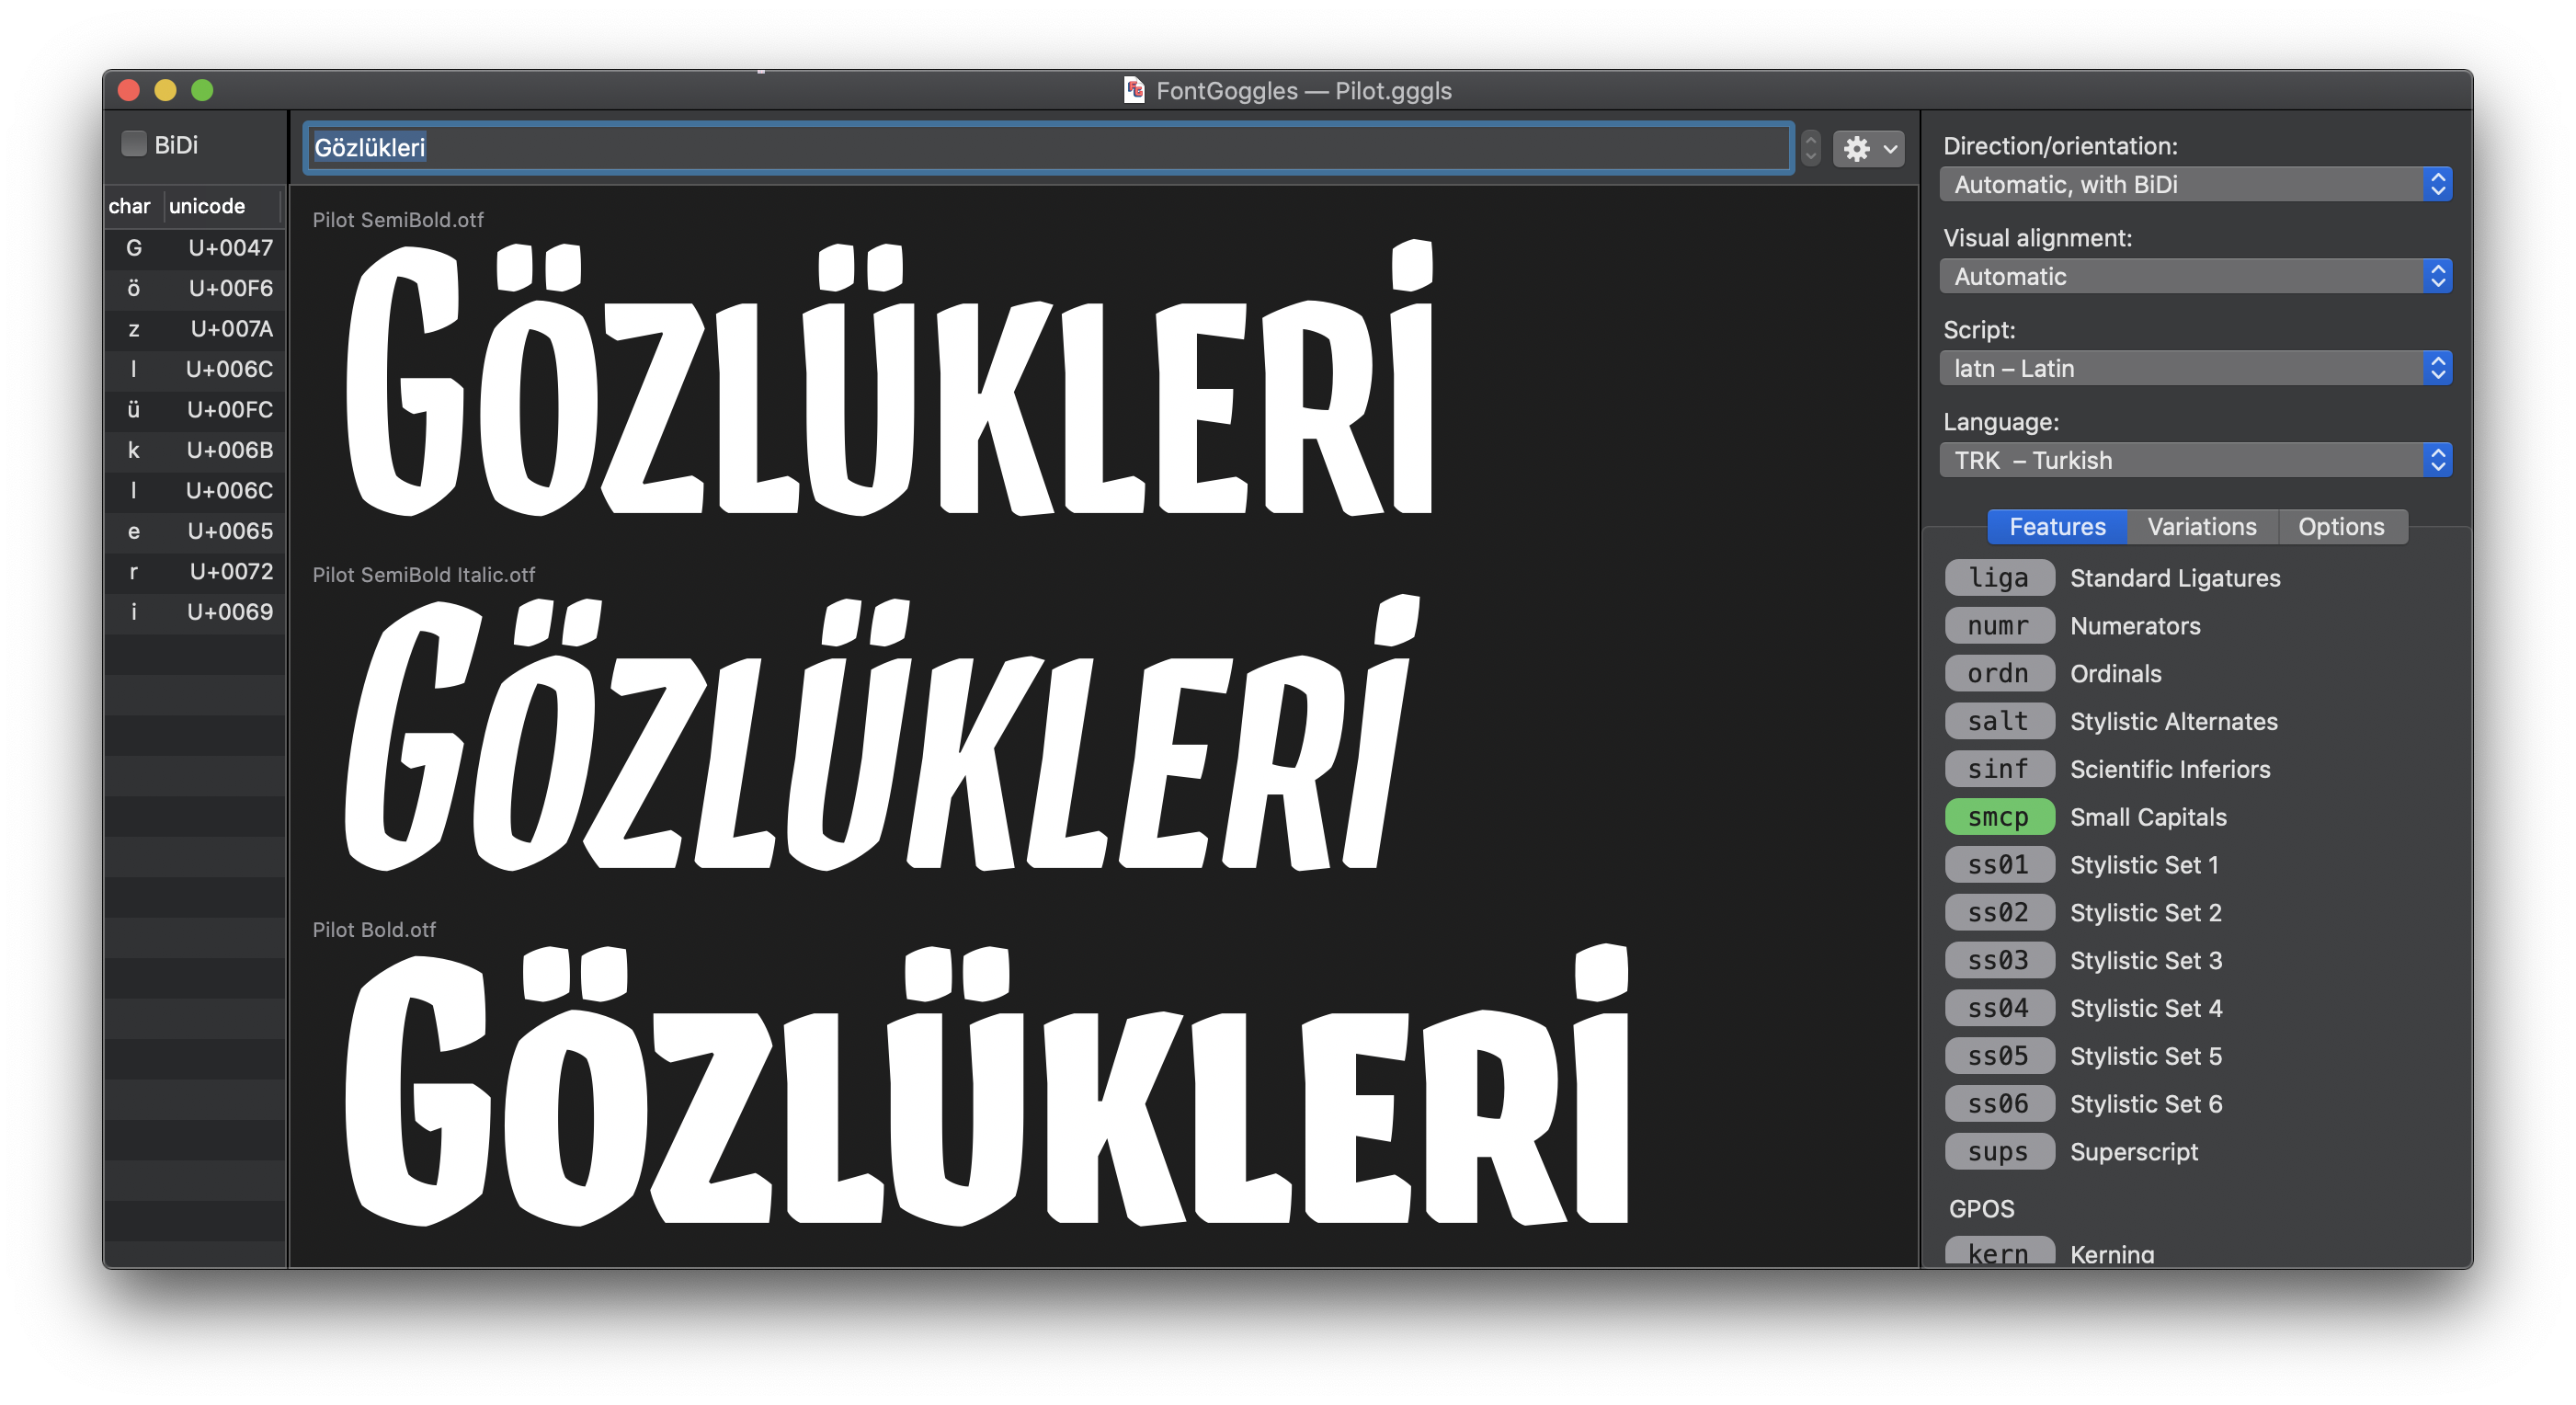 FontGoggles — Pilot.gggls
BiDi
Gözlükleri
char unicode
G U+0047
ö U+00F6
z U+007A
l U+006C
ü U+00FC
k U+006B
l U+006C
e U+0065
r U+0072
i U+0069
Pilot SemiBold.otf
GÖZLÜKLERİ
Pilot SemiBold Italic.otf
GÖZLÜKLERİ
Pilot Bold.otf
GÖZLÜKLERİ
Direction/orientation:
Automatic, with BiDi
Visual alignment:
Automatic
Script:
latn – Latin
Language:
TRK – Turkish
Features Variations Options
liga Standard Ligatures
numr Numerators
ordn Ordinals
salt Stylistic Alternates
sinf Scientific Inferiors
smcp Small Capitals
ss01 Stylistic Set 1
ss02 Stylistic Set 2
ss03 Stylistic Set 3
ss04 Stylistic Set 4
ss05 Stylistic Set 5
ss06 Stylistic Set 6
sups Superscript
GPOS
kern Kerning